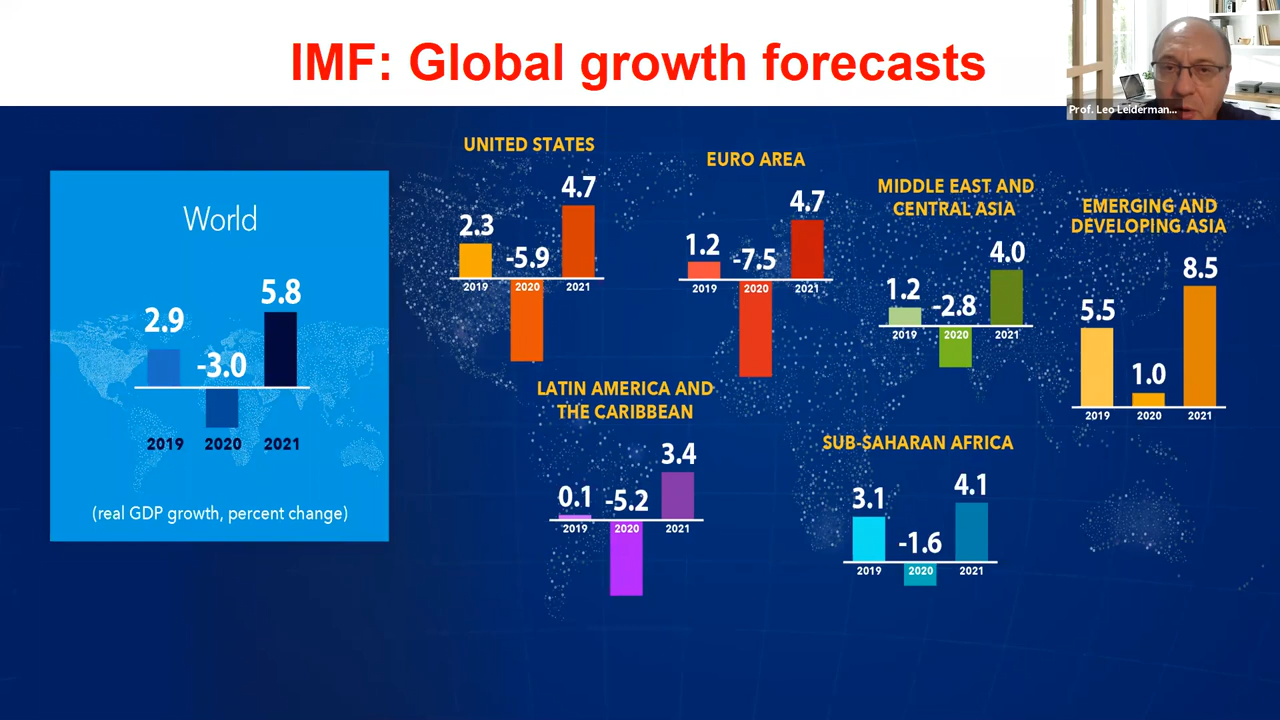 IMF: Global growth forecasts
Prof. Leo Leiderman...
World
2.9
-3.0
5.8
2019 2020 2021
(real GDP growth, percent change)
UNITED STATES
2.3
-5.9
4.7
2019 2020 2021
EURO AREA
1.2
-7.5
4.7
2019 2020 2021
MIDDLE EAST AND
CENTRAL ASIA
1.2
-2.8
4.0
2019 2020 2021
EMERGING AND
DEVELOPING ASIA
5.5
1.0
8.5
2019 2020 2021
LATIN AMERICA AND
THE CARIBBEAN
0.1
-5.2
3.4
2019 2020 2021
SUB-SAHARAN AFRICA
3.1
-1.6
4.1
2019 2020 2021